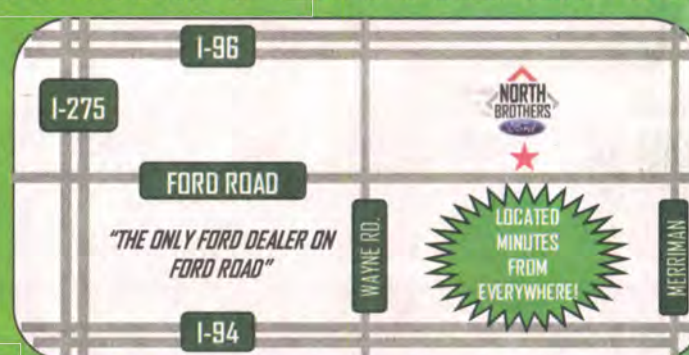 I-96
I-275
NORTH
BROTHERS
Ford
FORD ROAD
"THE ONLY FORD DEALER ON
FORD ROAD"
WAYNE RD.
LOCATED
MINUTES
FROM
EVERYWHERE!
MERRIMAN
I-94